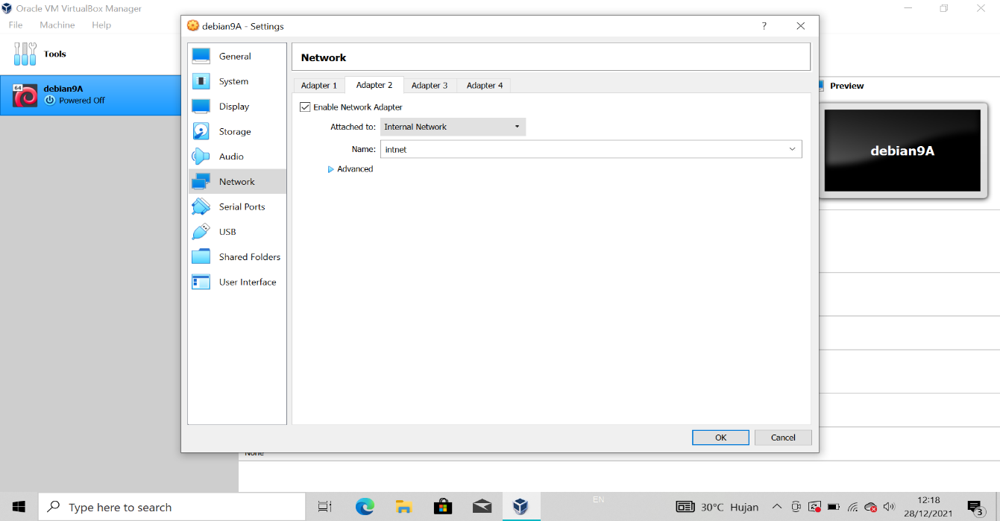 Oracle VM VirtualBox Manager
File Machine Help
Tools
64
debian9A
Powered Off
debian9A - Settings
?
General
System
Display
Storage
Audio
Network
Serial Ports
USB
Shared Folders
User Interface
Network
Adapter 1 Adapter 2 Adapter 3 Adapter 4
Enable Network Adapter
Attached to: Internal Network
Name: intnet
Advanced
OK Cancel
Preview
debian9A
None
Type here to search
EN
30°C Hujan
12:18
28/12/2021
3